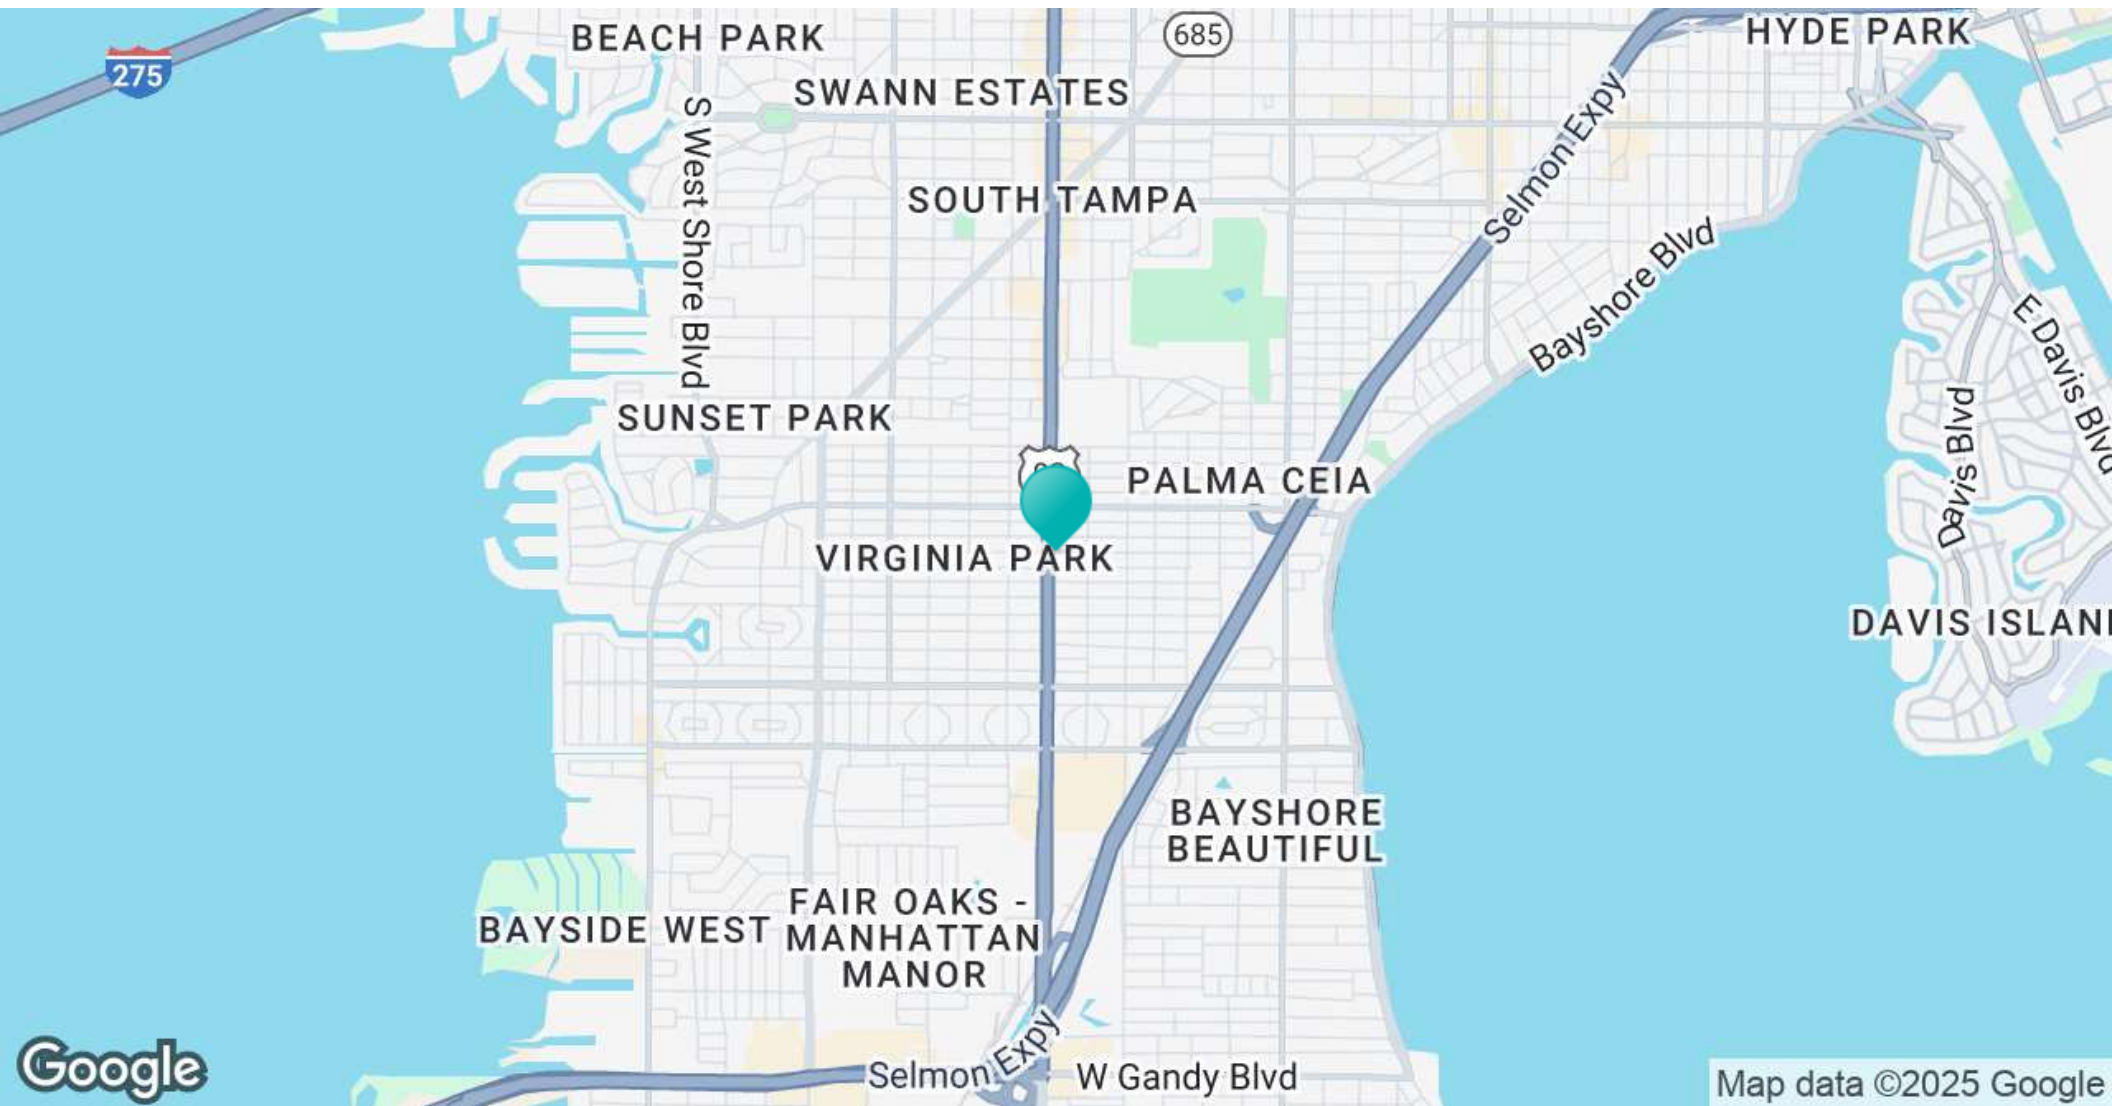 BEACH PARK
685
HYDE PARK
275
SWANN ESTATES
S West Shore Blvd
Selmon Expy
SOUTH TAMPA
Bayshore Blvd
E Davis Blvd
SUNSET PARK
Davis Blvd
PALMA CEIA
VIRGINIA PARK
DAVIS ISLAN
BAYSHORE
BEAUTIFUL
FAIR OAKS -
MANHATTAN
MANOR
BAYSIDE WEST
Selmon Expy
W Gandy Blvd
Google
Map data ©2025 Google